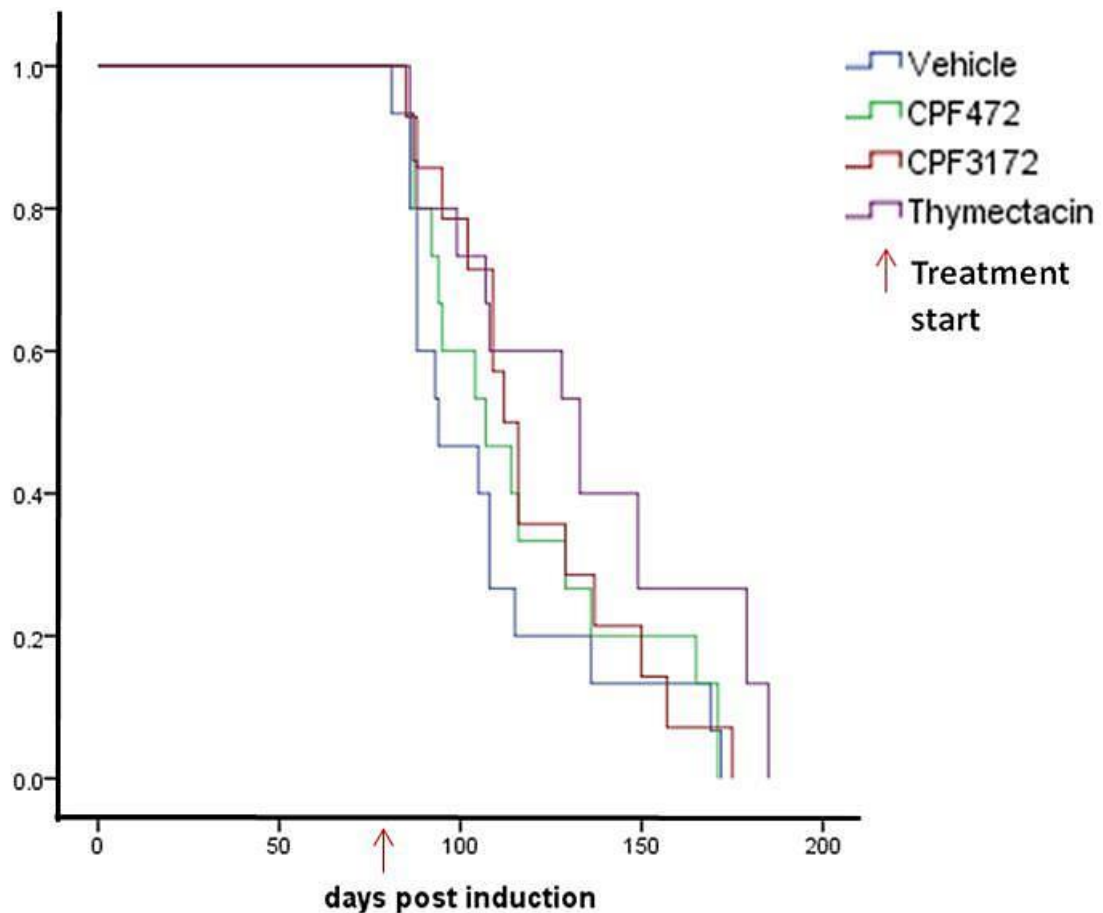 1.0
0.8
0.6
0.4
0.2
0.0
0 50 100 150 200
days post induction
Vehicle
CPF472
CPF3172
Thymectacin
Treatment
start